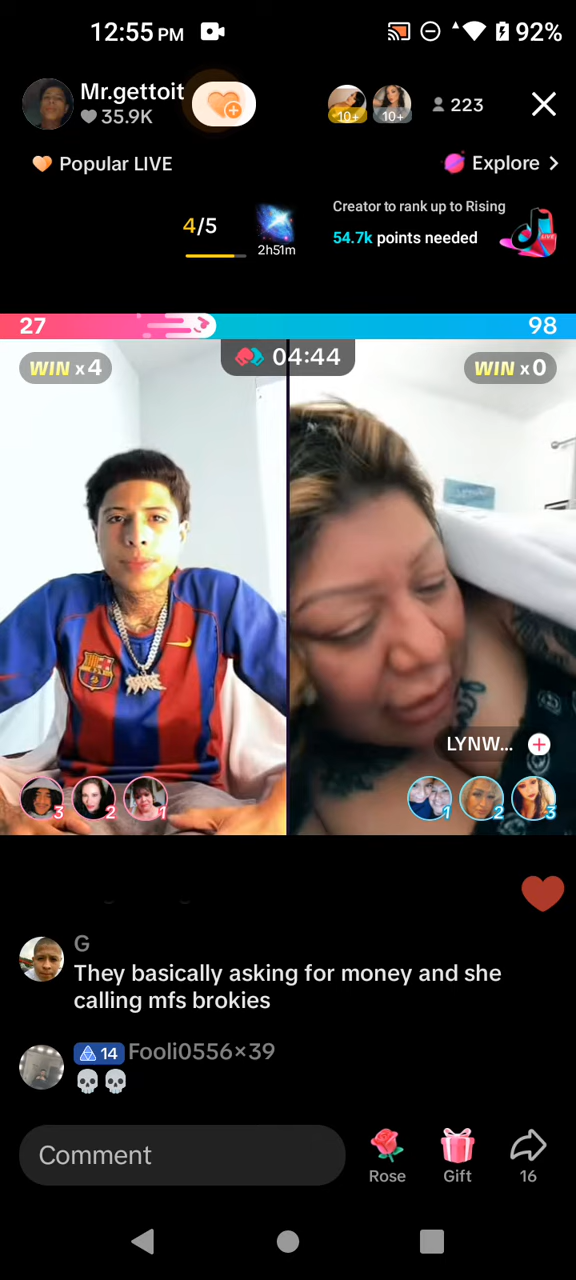 12:55 PM
92%
Mr.gettoit
35.9K
10+
10+
223
Popular LIVE
Explore >
4/5
2h51m
Creator to rank up to Rising
54.7k points needed
LIVE
27
98
WIN x 4
04:44
WIN x 0
LYNW...
3
2
1
1
2
3
G
They basically asking for money and she
calling mfs brokies
14 Fooli0556×39
💀💀
Comment
Rose
Gift
16